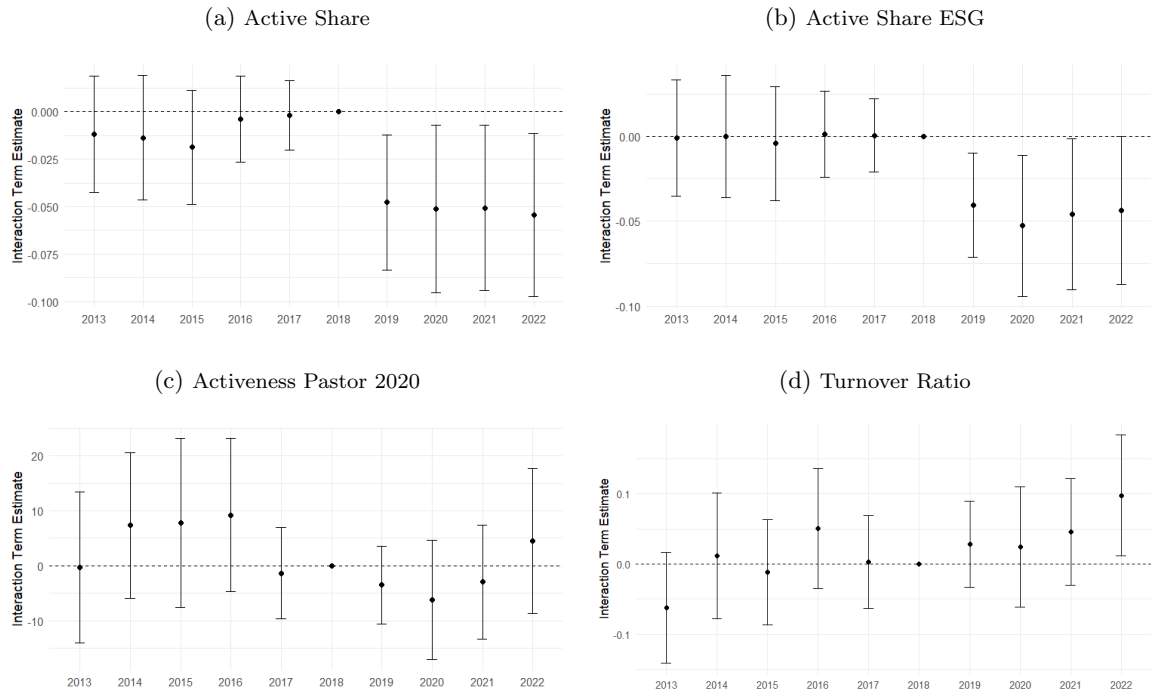 (a) Active Share
(b) Active Share ESG
Interaction Term Estimate
0.000
-0.025
-0.050
-0.075
-0.100
2013 2014 2015 2016 2017 2018 2019 2020 2021 2022
Interaction Term Estimate
0.00
-0.05
-0.10
2013 2014 2015 2016 2017 2018 2019 2020 2021 2022
(c) Activeness Pastor 2020
(d) Turnover Ratio
Interaction Term Estimate
20
10
0
-10
2013 2014 2015 2016 2017 2018 2019 2020 2021 2022
Interaction Term Estimate
0.1
0.0
-0.1
2013 2014 2015 2016 2017 2018 2019 2020 2021 2022